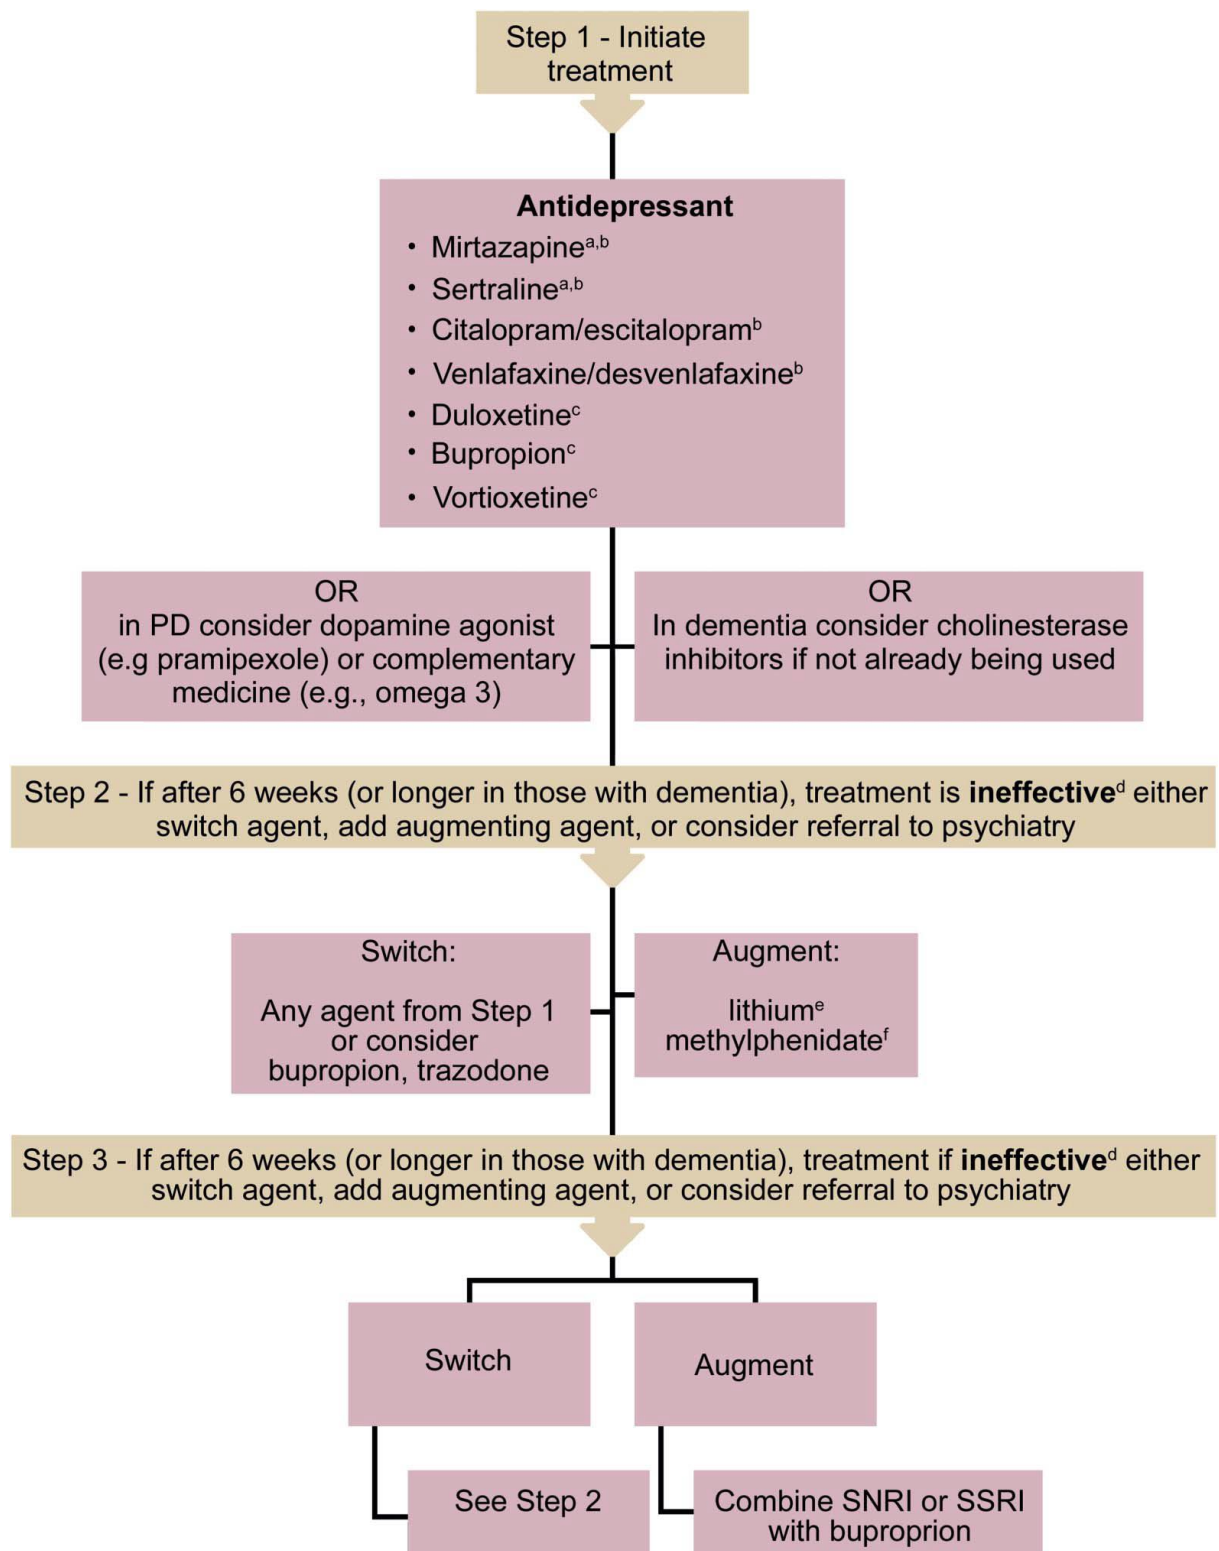 Step 1 - Initiate
treatment
Antidepressant
• Mirtazapineᵃ,ᵇ
• Sertralineᵃ,ᵇ
• Citalopram/escitalopramᵇ
• Venlafaxine/desvenlafaxineᵇ
• Duloxetineᶜ
• Bupropionᶜ
• Vortioxetineᶜ
OR
in PD consider dopamine agonist
(e.g pramipexole) or complementary
medicine (e.g., omega 3)
OR
In dementia consider cholinesterase
inhibitors if not already being used
Step 2 - If after 6 weeks (or longer in those with dementia), treatment is ineffectiveᵈ either
switch agent, add augmenting agent, or consider referral to psychiatry
Switch:
Any agent from Step 1
or consider
bupropion, trazodone
Augment:
lithiumᵉ
methylphenidateᶠ
Step 3 - If after 6 weeks (or longer in those with dementia), treatment if ineffectiveᵈ either
switch agent, add augmenting agent, or consider referral to psychiatry
Switch
Augment
See Step 2
Combine SNRI or SSRI
with buproprion